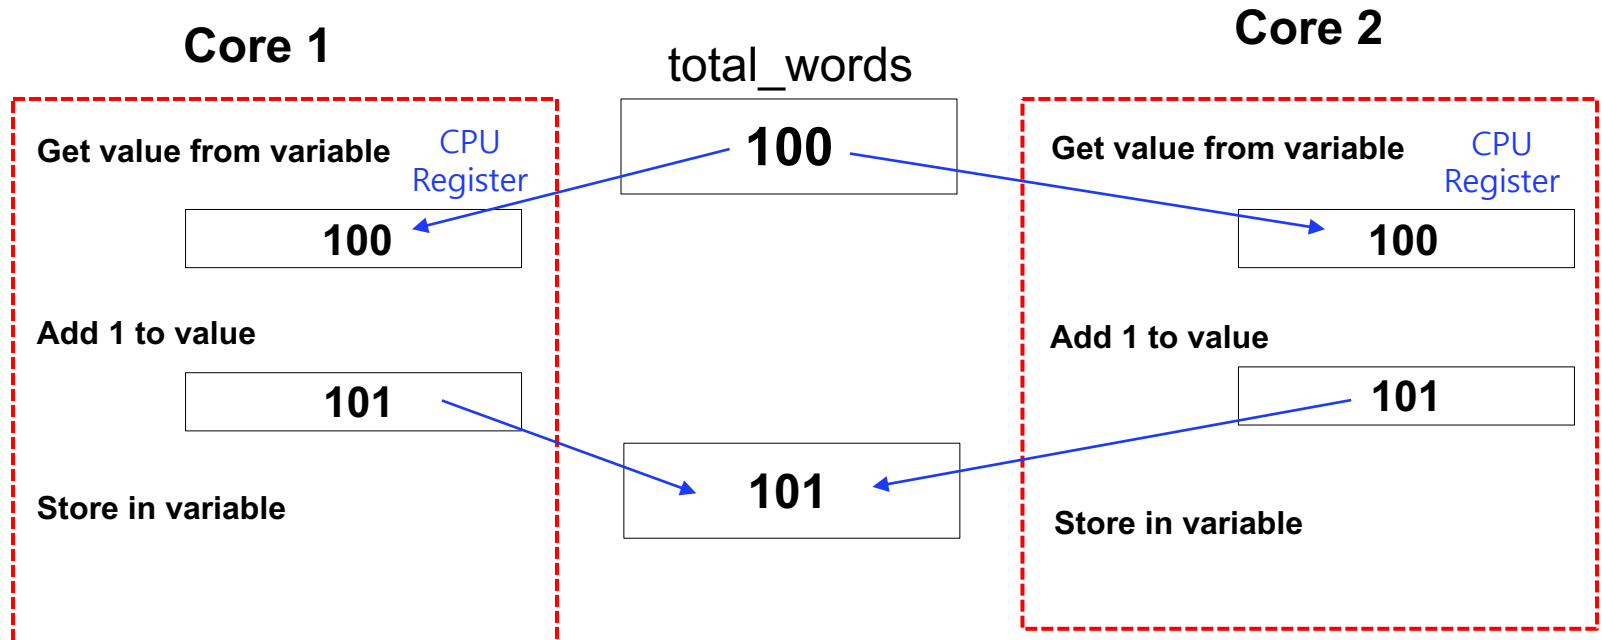 Core 1
total_words
Core 2
Get value from variable
CPU
Register
100
100
Add 1 to value
101
Store in variable
101
Get value from variable
CPU
Register
100
Add 1 to value
101
Store in variable